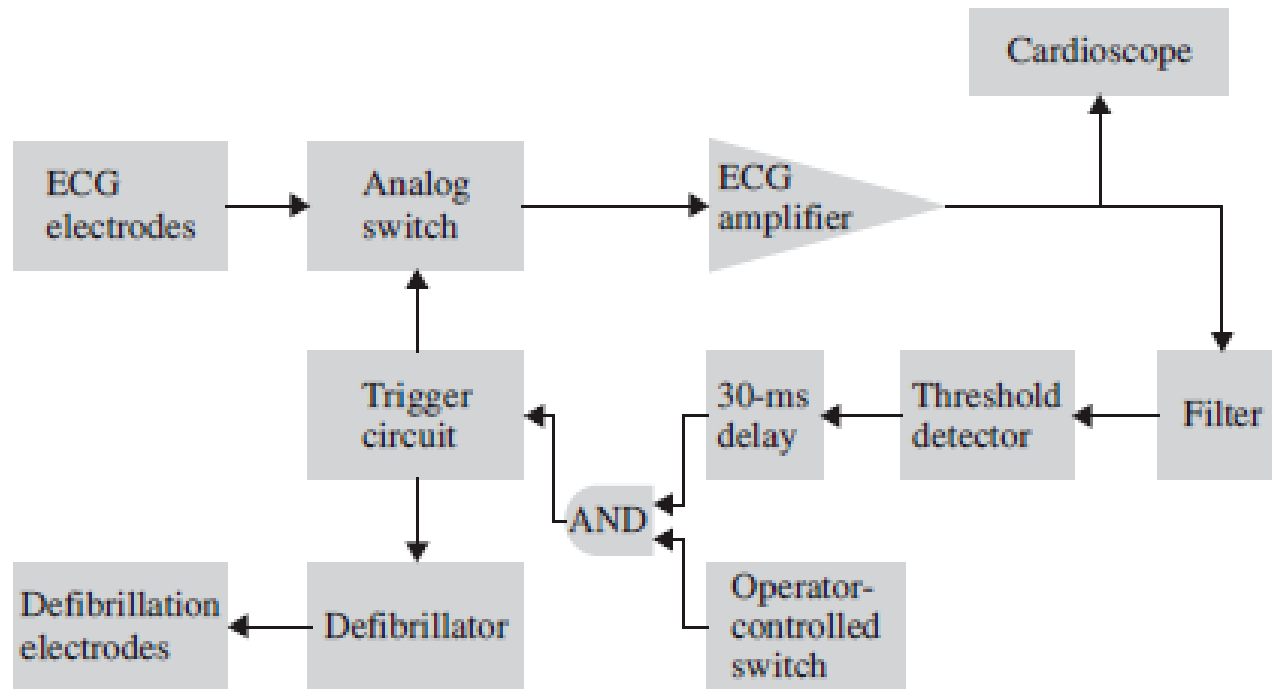 Cardioscope
ECG
electrodes
Analog
switch
ECG
amplifier
Trigger
circuit
30-ms
delay
Threshold
detector
Filter
AND
Defibrillation
electrodes
Defibrillator
Operator-
controlled
switch